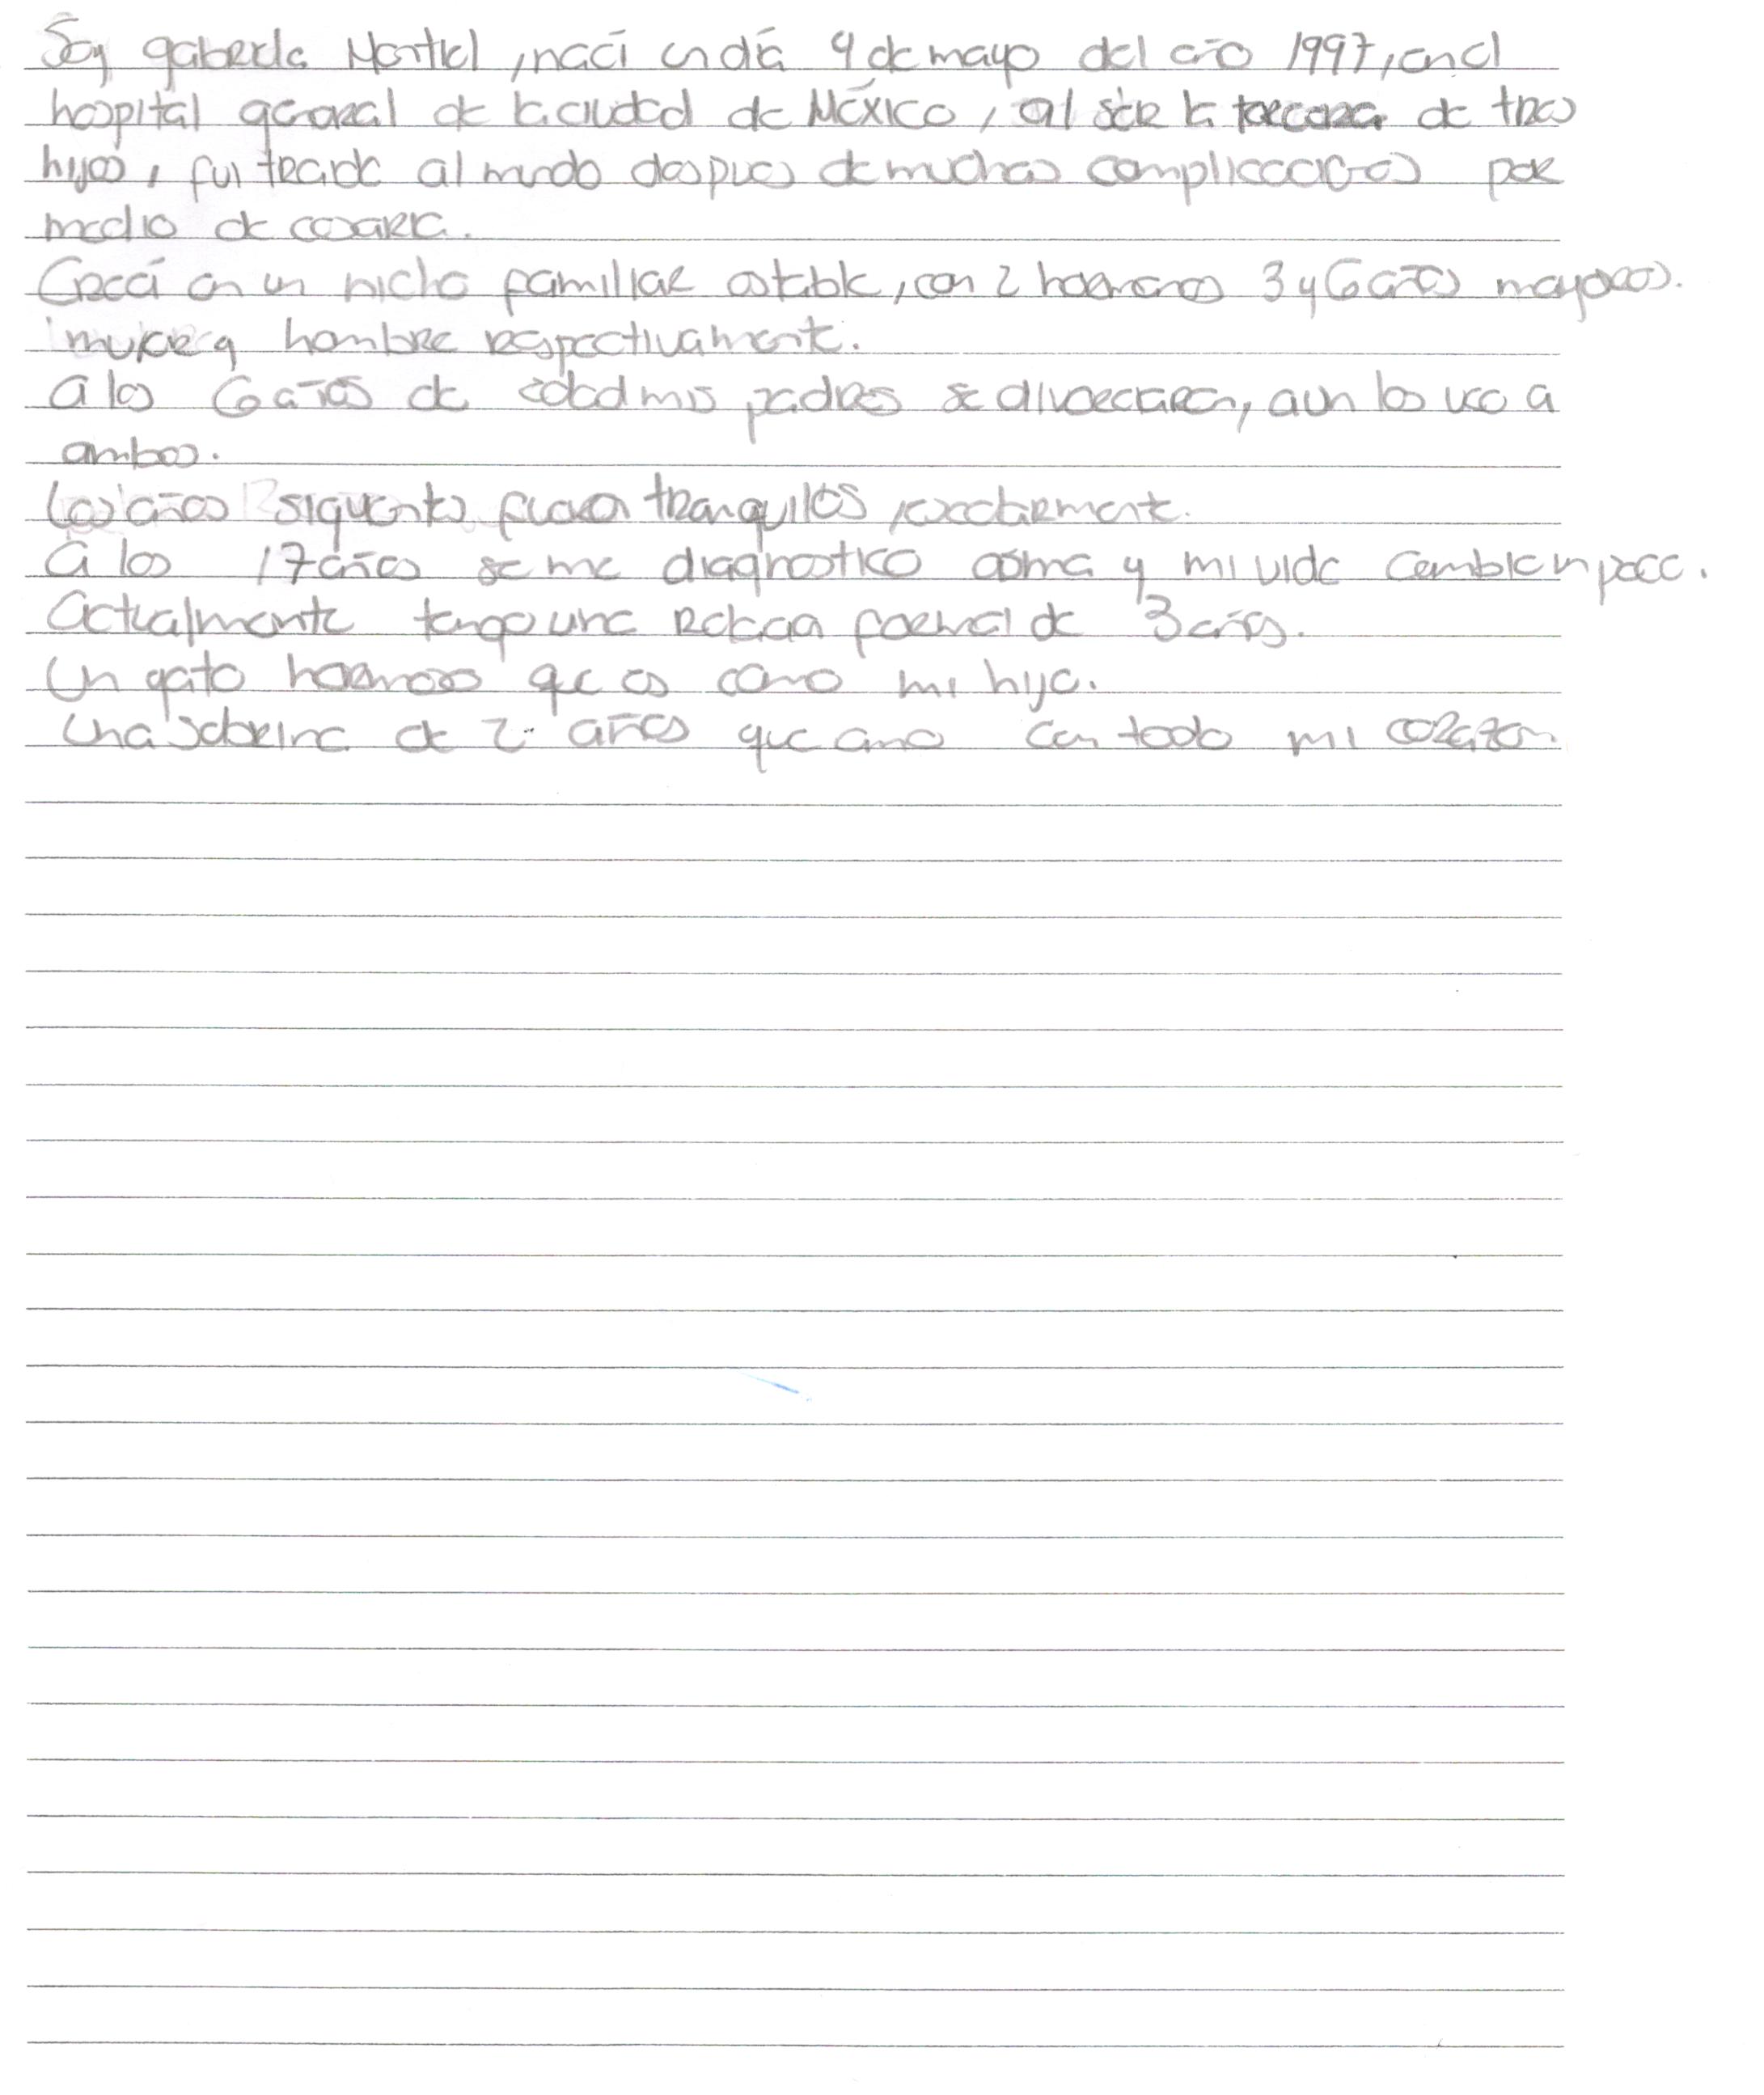 Soy gabriela Montiel, naci un día 9 de mayo del año 1997, en el
hospital general de la ciudad de México, al ser la tercera de tres
hijos, fui traida al mundo despues de muchas complicaciones por
medio de cesarea.
Creci en un nicho familiar estable, con 2 hermanos 3 y 6 años mayores.
mujer y hombre respectivamente.
a los 6 años de edad mis padres se divorciaron, aun los veo a
ambos.
Los años siguientes fueron tranquilos,
a los 17 años se me diagnostico asma y mi vida cambio un poco.
Actualmente tengo una relacion formal de 3 años.
Un gato hermoso que es como mi hijo.
Una sobrina de 2 años que amo con todo mi corazon.